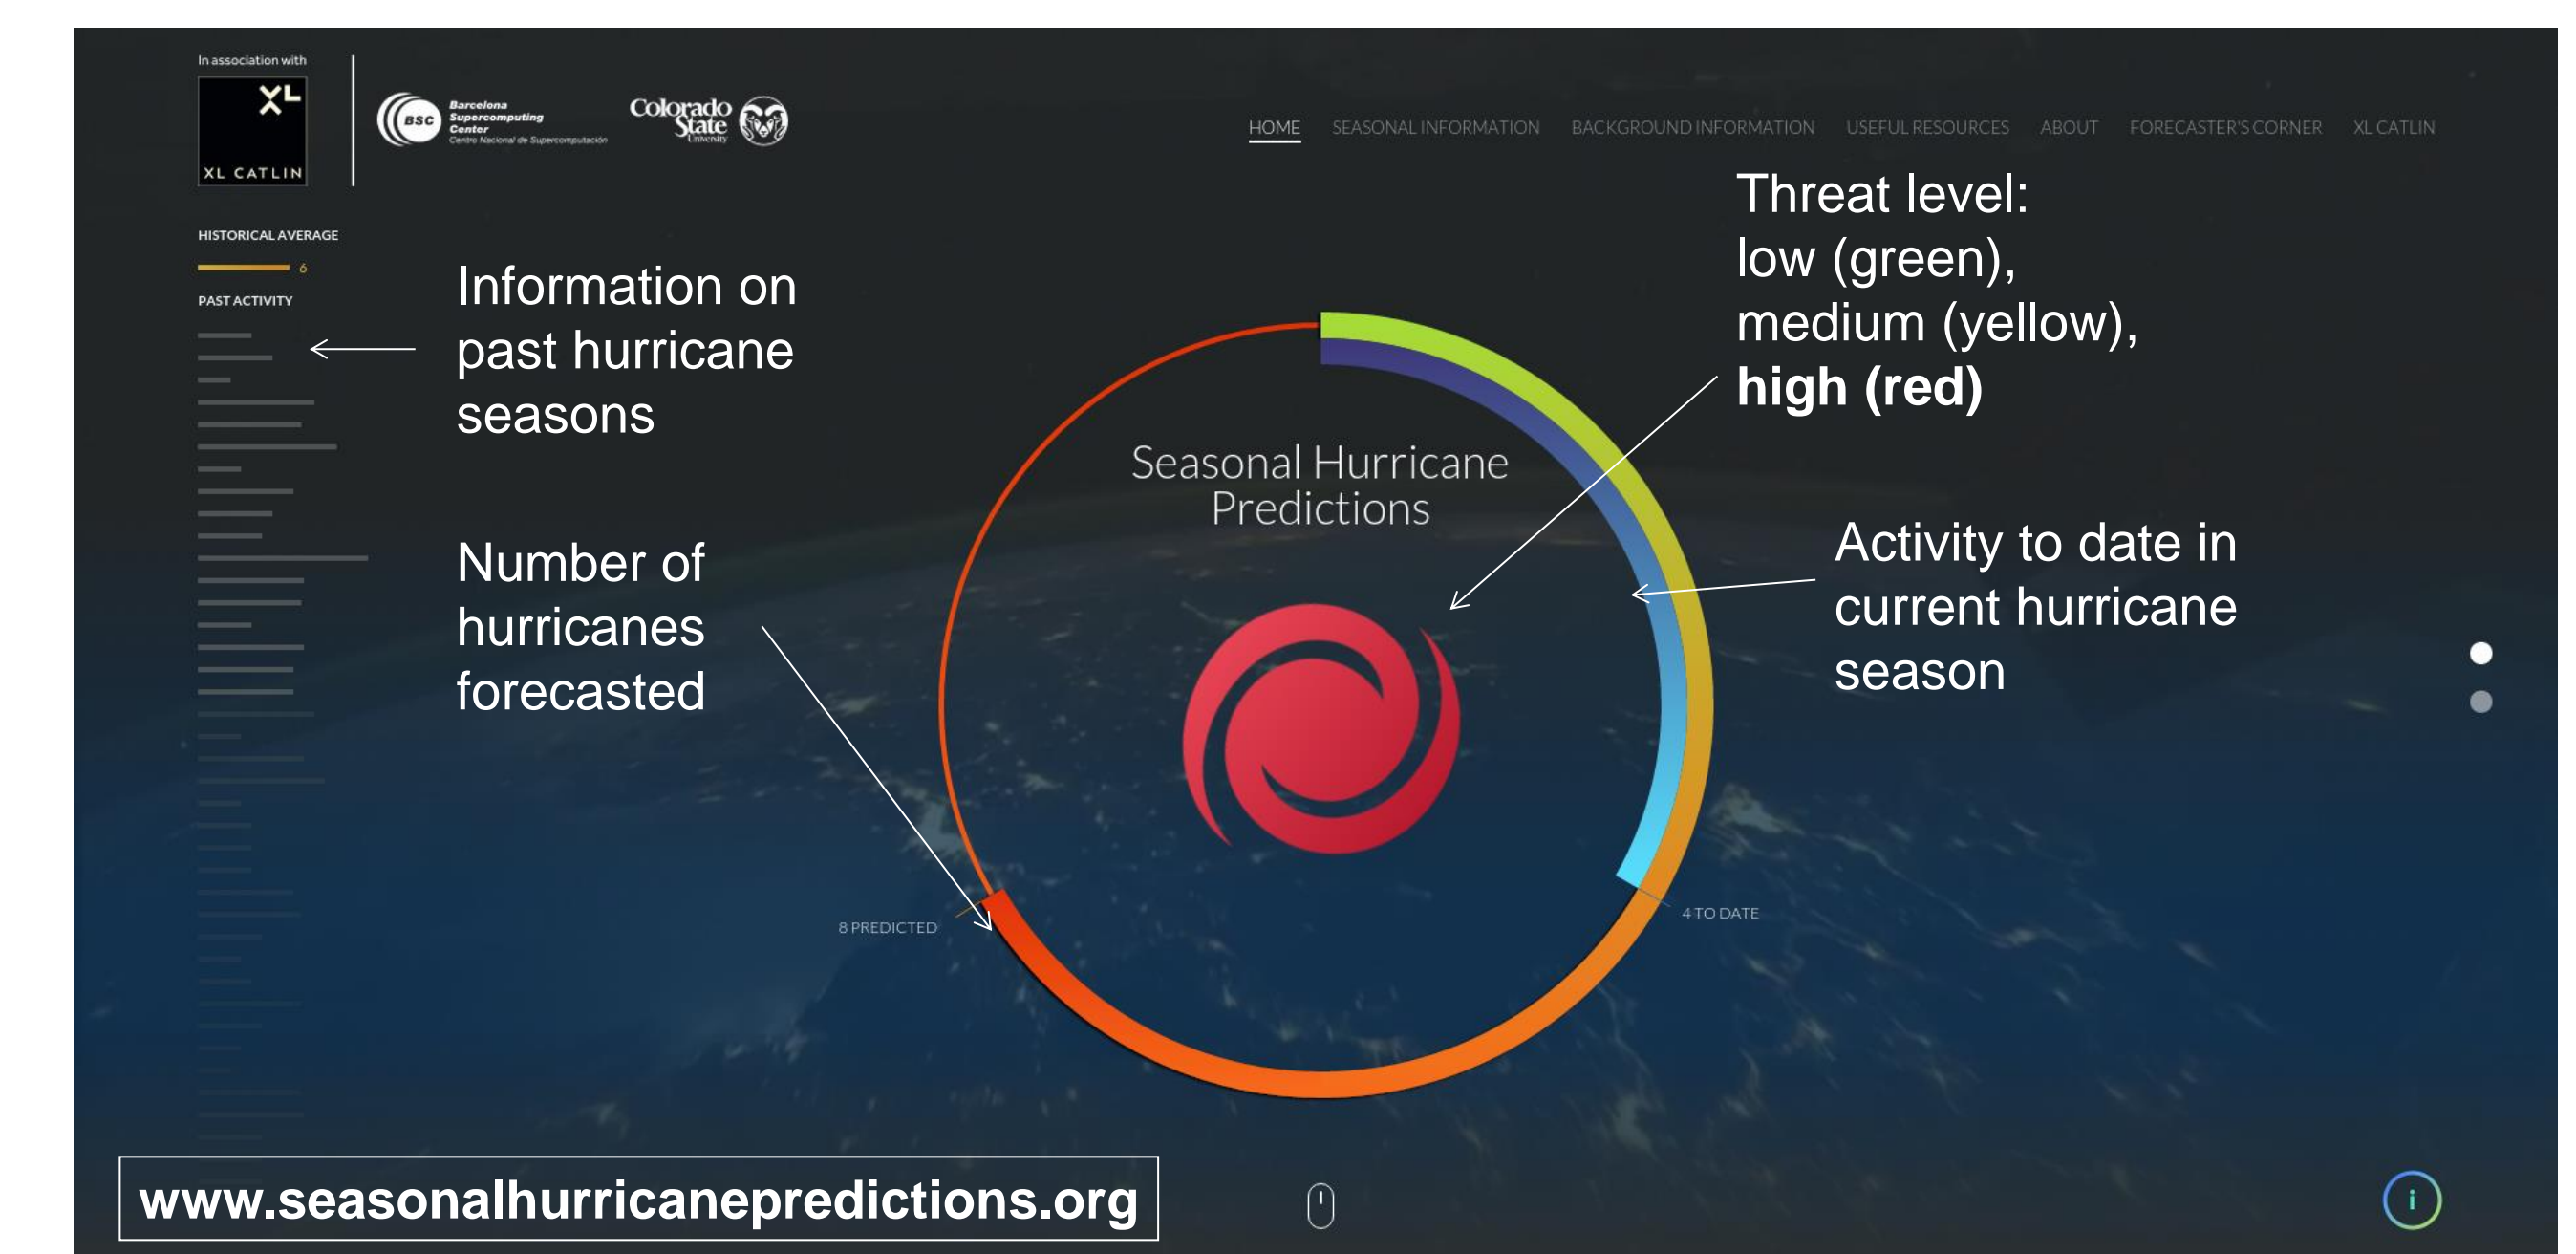 In association with
XL
XL CATLIN
BSC
Barcelona
Supercomputing
Center
Centro Nacional de Supercomputación
Colorado
State
University
HOME SEASONAL INFORMATION BACKGROUND INFORMATION USEFUL RESOURCES ABOUT FORECASTER'S CORNER XL CATLIN
HISTORICAL AVERAGE
6
PAST ACTIVITY
Information on
past hurricane
seasons
Number of
hurricanes
forecasted
Threat level:
low (green),
medium (yellow),
high (red)
Seasonal Hurricane
Predictions
Activity to date in
current hurricane
season
8 PREDICTED
4 TO DATE
www.seasonalhurricanepredictions.org
i